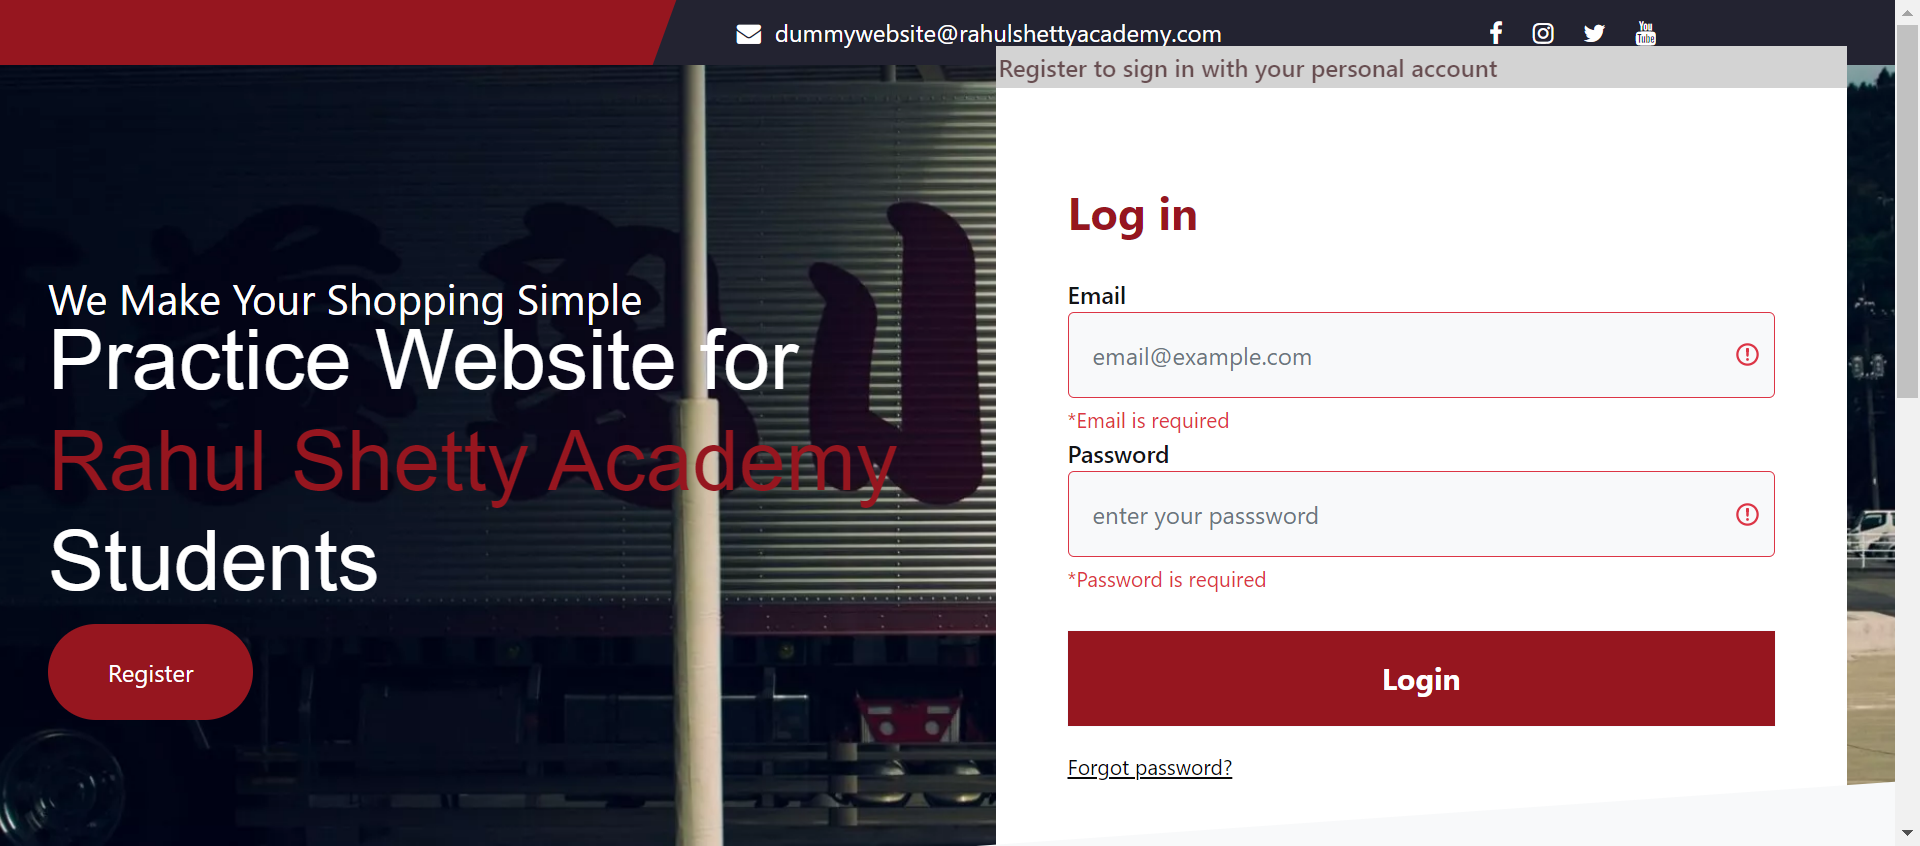 dummywebsite@rahulshettyacademy.com
You
Tube
Register to sign in with your personal account
We Make Your Shopping Simple
Practice Website for
Rahul Shetty Academy
Students
Register
Log in
Email
email@example.com
*Email is required
Password
enter your passsword
*Password is required
Login
Forgot password?